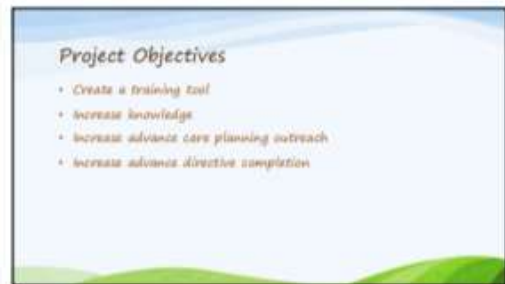 Project Objectives
• Create a training tool
• Increase knowledge
• Increase advance care planning outreach
• Increase advance directive completion